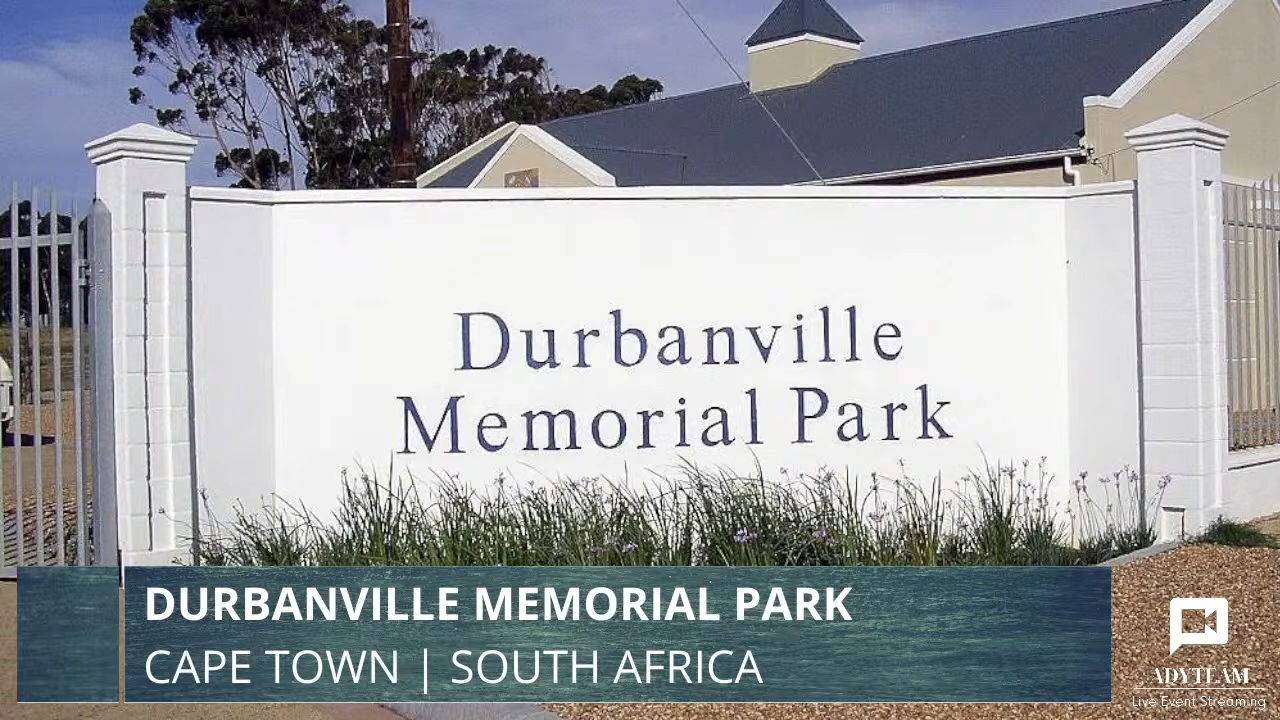 Durbanville
Memorial Park
DURBANVILLE MEMORIAL PARK
CAPE TOWN | SOUTH AFRICA
ADYTEAM
Live Event Streaming